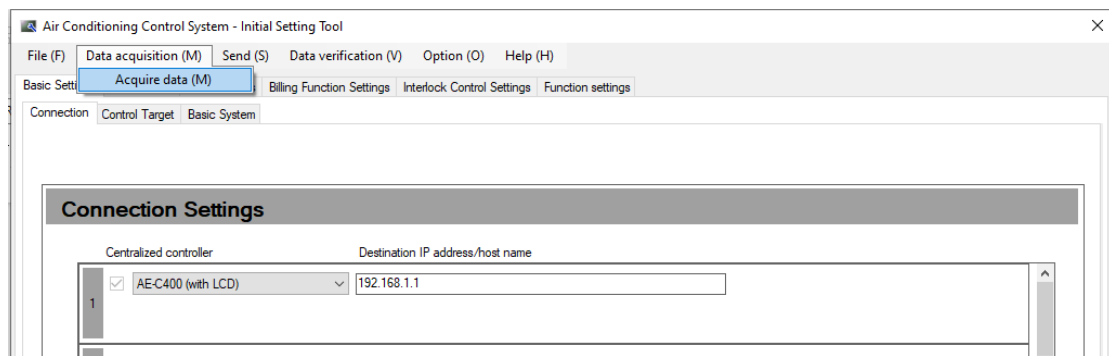 Air Conditioning Control System - Initial Setting Tool
File (F) Data acquisition (M) Send (S) Data verification (V) Option (O) Help (H)
Acquire data (M)
Basic Setti Billing Function Settings Interlock Control Settings Function settings
Connection Control Target Basic System
Connection Settings
Centralized controller Destination IP address/host name
1 AE-C400 (with LCD) 192.168.1.1